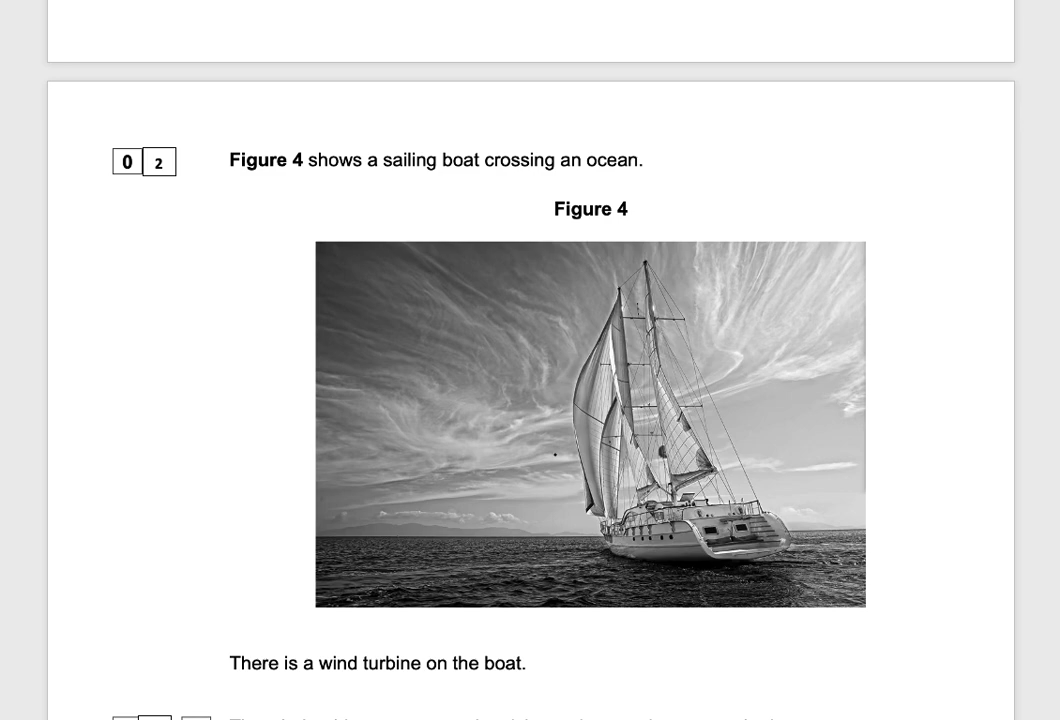 0 2 Figure 4 shows a sailing boat crossing an ocean.
Figure 4
There is a wind turbine on the boat.